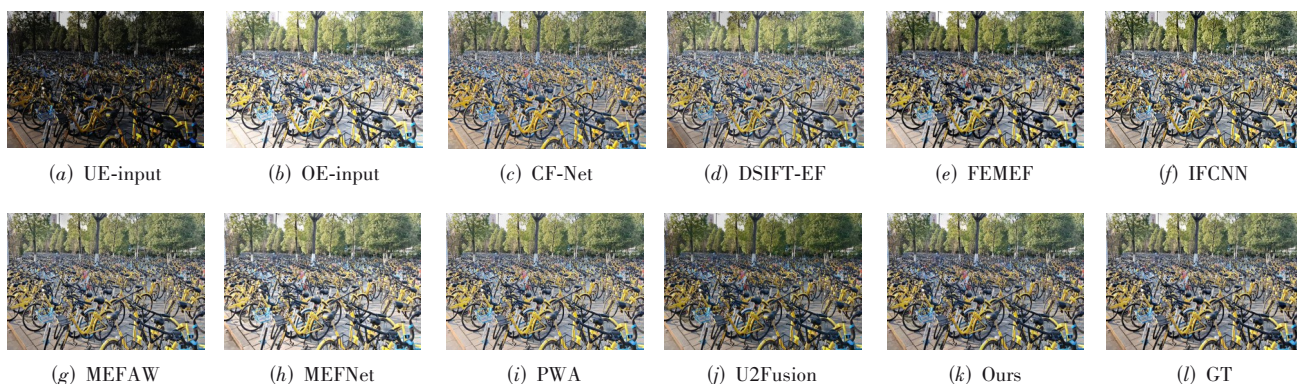 (a) UE-input (b) OE-input (c) CF-Net (d) DSIFT-EF (e) FEMEF (f) IFCNN
(g) MEFAW (h) MEFNet (i) PWA (j) U2Fusion (k) Ours (l) GT